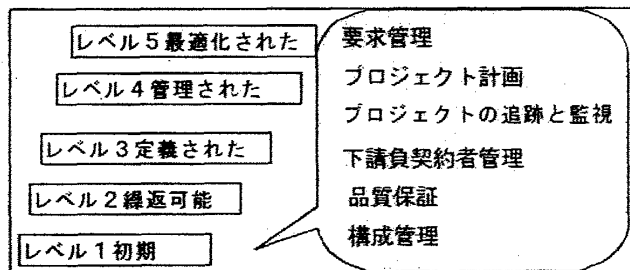 レベル5最適化された
レベル4管理された
レベル3定義された
レベル2繰返可能
レベル1初期
要求管理
プロジェクト計画
プロジェクトの追跡と監視
下請負契約者管理
品質保証
構成管理